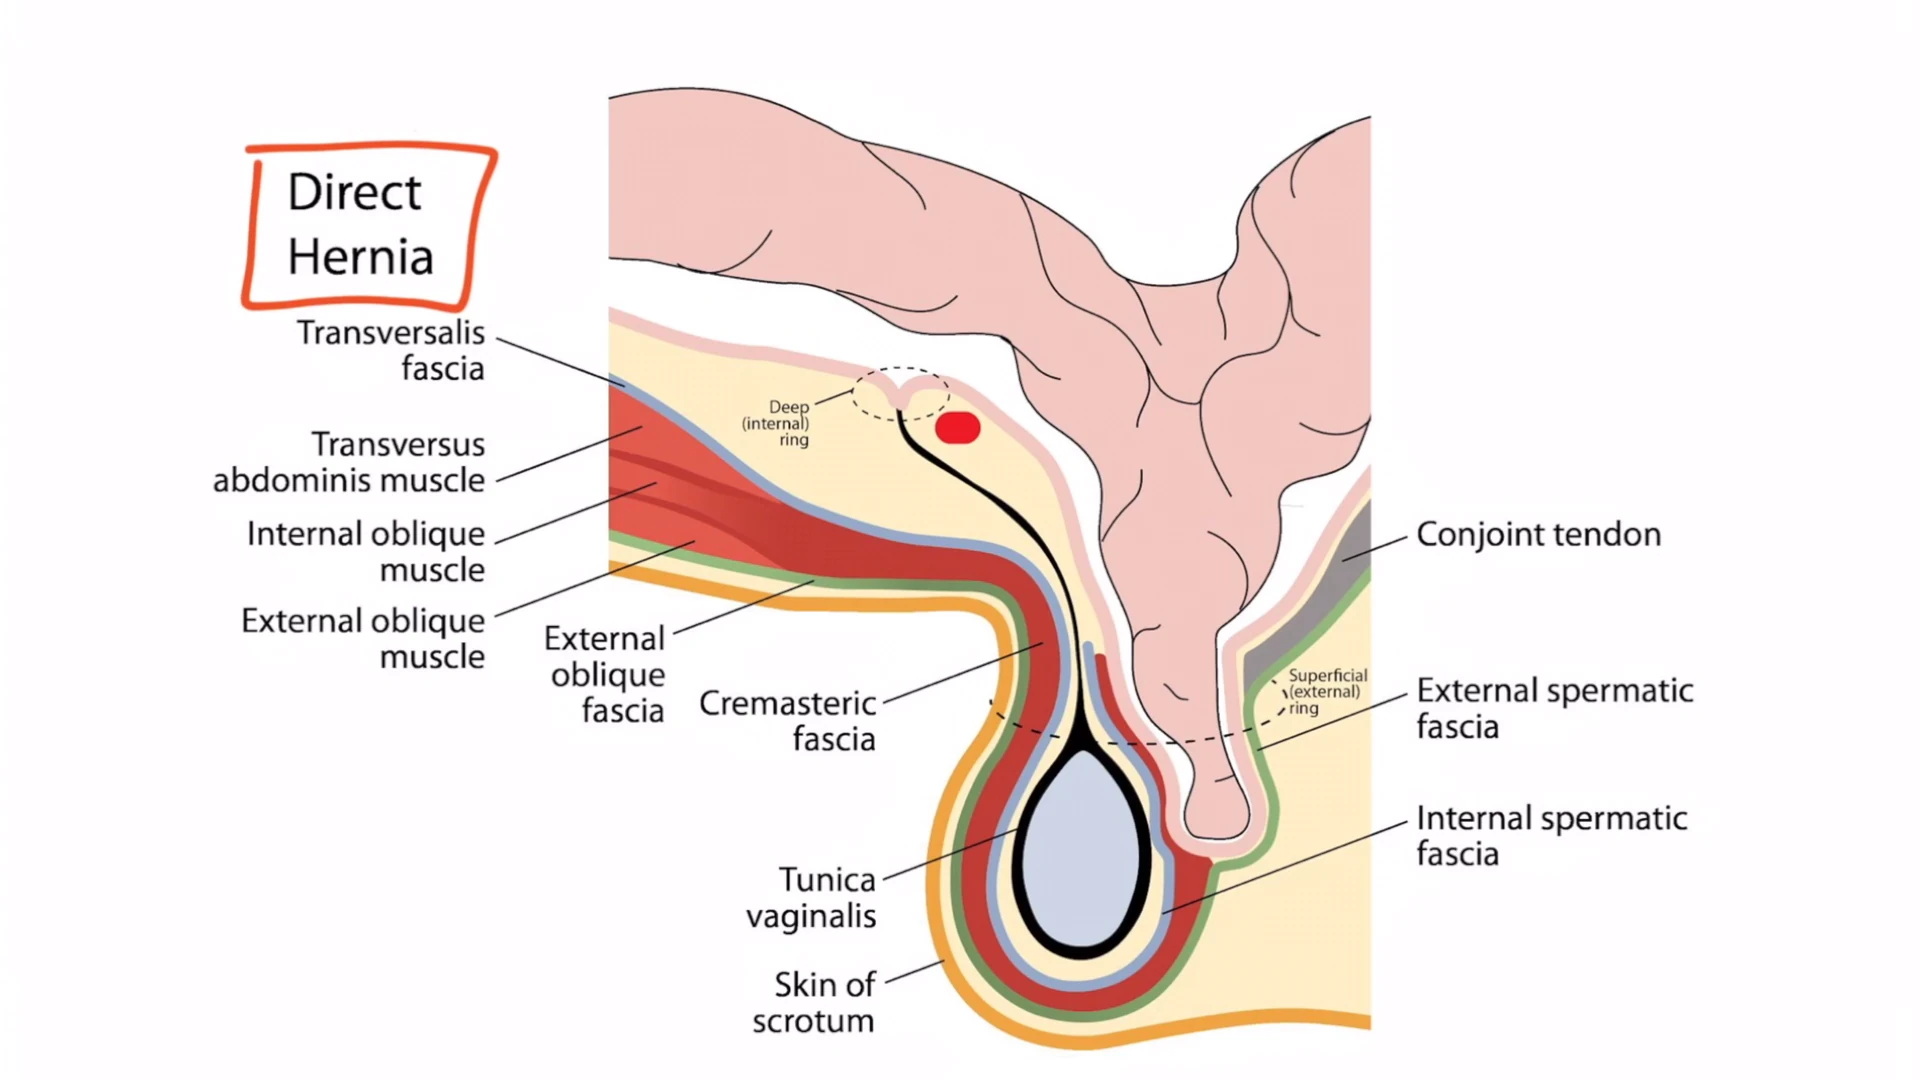 Direct
Hernia
Transversalis
fascia
Transversus
abdominis muscle
Internal oblique
muscle
External oblique
muscle
External
oblique
fascia
Deep
(internal)
ring
Cremasteric
fascia
Tunica
vaginalis
Skin of
scrotum
Conjoint tendon
Superficial
(external)
ring
External spermatic
fascia
Internal spermatic
fascia